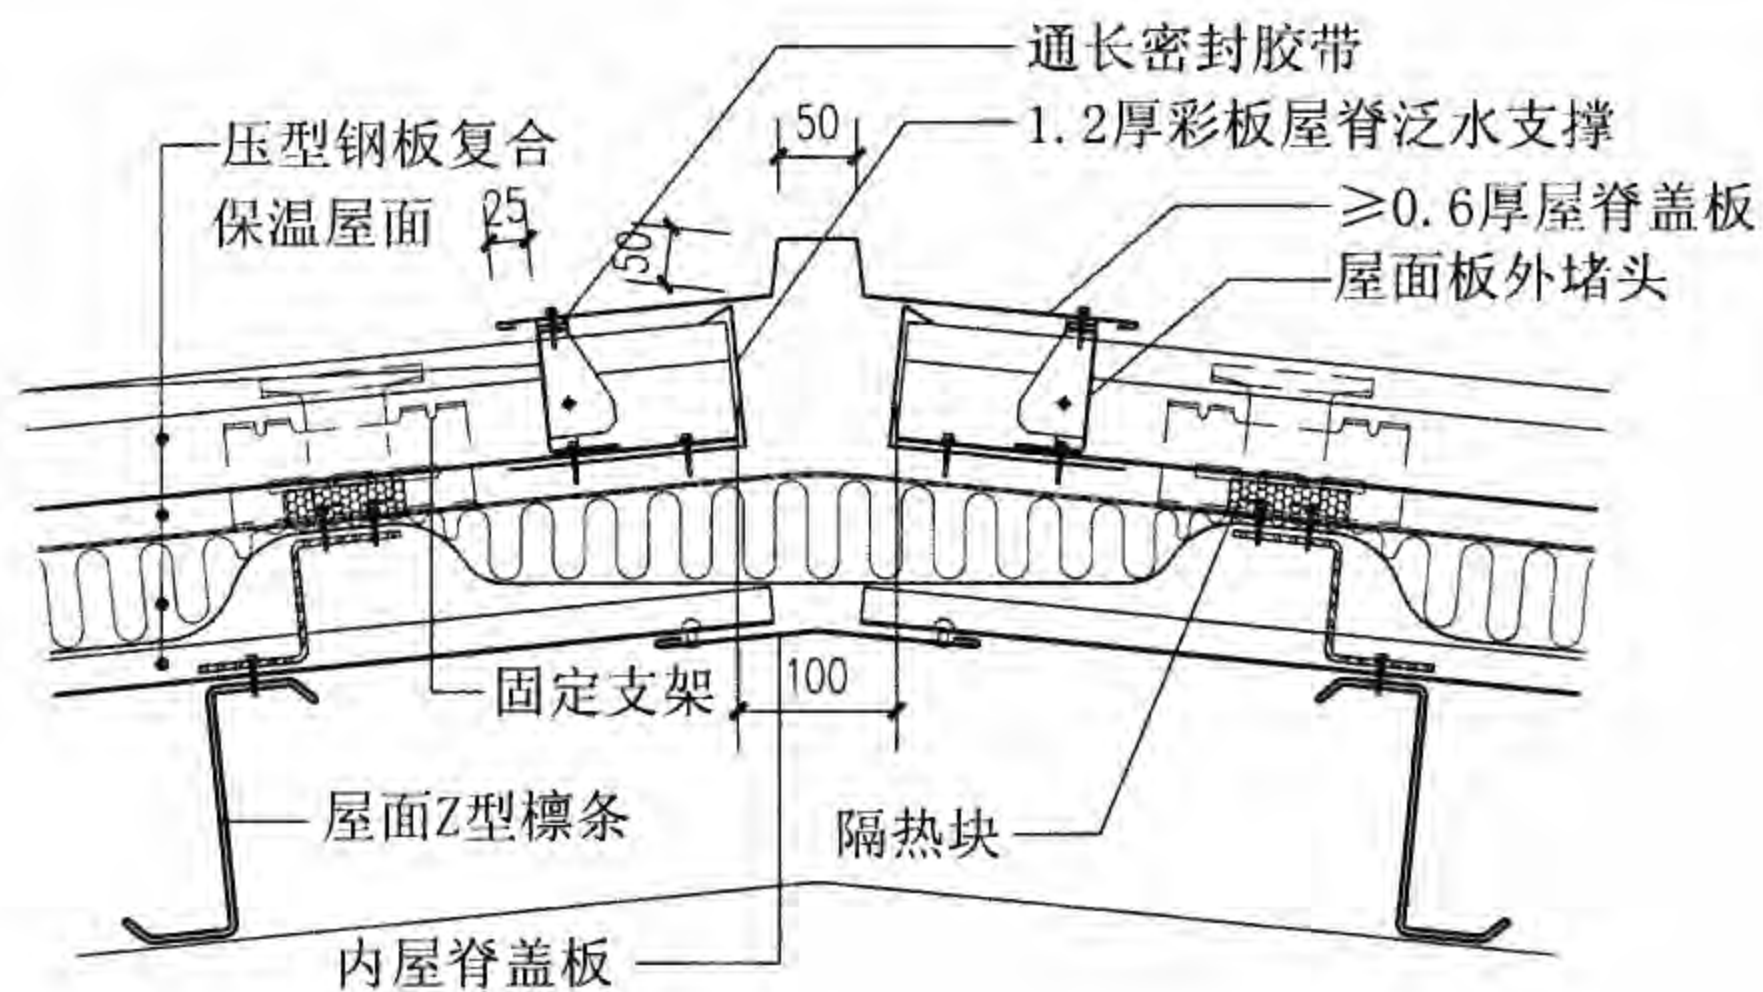 通长密封胶带
50
1.2厚彩板屋脊泛水支撑
压型钢板复合
保温屋面
25
50
≥0.6厚屋脊盖板
屋面板外堵头
固定支架
100
屋面Z型檩条
隔热块
内屋脊盖板